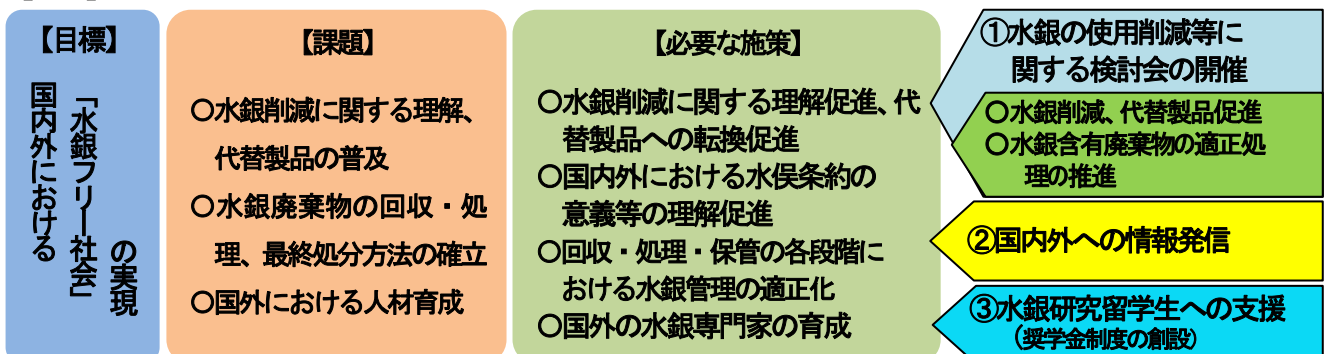 【目標】
国内外における
「水銀フリー社会」
の実現
【課題】
○水銀削減に関する理解、
代替製品の普及
○水銀廃棄物の回収・処
理、最終処分方法の確立
○国外における人材育成
【必要な施策】
○水銀削減に関する理解促進、代
替製品への転換促進
○国内外における水俣条約の
意義等の理解促進
○回収・処理・保管の各段階に
おける水銀管理の適正化
○国外の水銀専門家の育成
①水銀の使用削減等に
関する検討会の開催
○水銀削減、代替製品促進
○水銀含有廃棄物の適正処
理の推進
②国内外への情報発信
③水銀研究留学生への支援
(奨学金制度の創設)